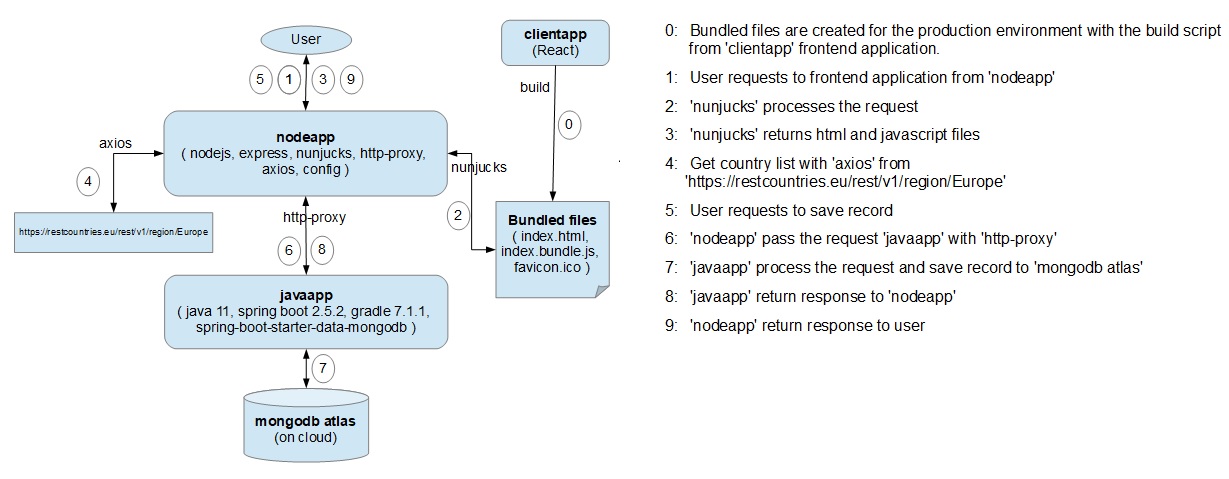 User
5
1
3
9
clientapp
(React)
build
0
nodeapp
( nodejs, express, nunjucks, http-proxy,
axios, config )
axios
4
https://restcountries.eu/rest/v1/region/Europe
nunjucks
2
http-proxy
6
8
Bundled files
( index.html,
index.bundle.js,
favicon.ico )
javaapp
( java 11, spring boot 2.5.2, gradle 7.1.1,
spring-boot-starter-data-mongodb )
7
mongodb atlas
(on cloud)
0: Bundled files are created for the production environment with the build script
from 'clientapp' frontend application.
1: User requests to frontend application from 'nodeapp'
2: 'nunjucks' processes the request
3: 'nunjucks' returns html and javascript files
4: Get country list with 'axios' from
'https://restcountries.eu/rest/v1/region/Europe'
5: User requests to save record
6: 'nodeapp' pass the request 'javaapp' with 'http-proxy'
7: 'javaapp' process the request and save record to 'mongodb atlas'
8: 'javaapp' return response to 'nodeapp'
9: 'nodeapp' return response to user